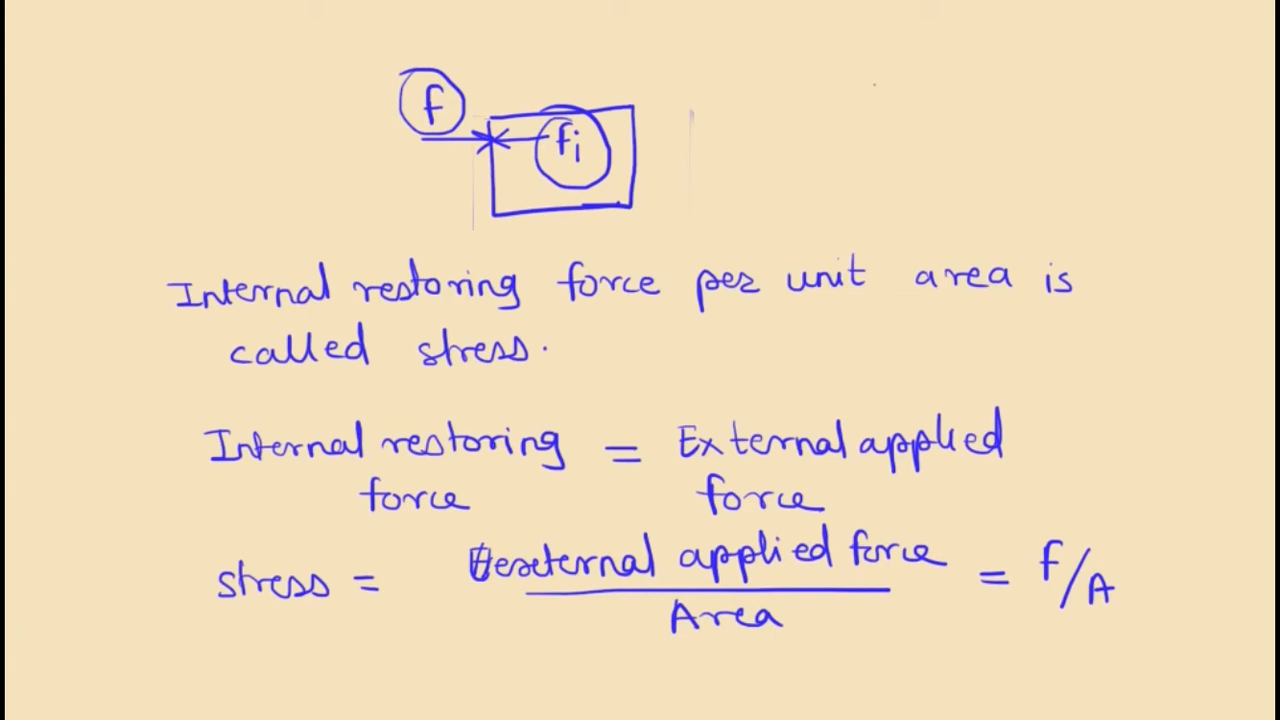 f
fi
Internal restoring force per unit area is
called stress.
Internal restoring = External applied
force force
stress = external applied force = f/A
Area